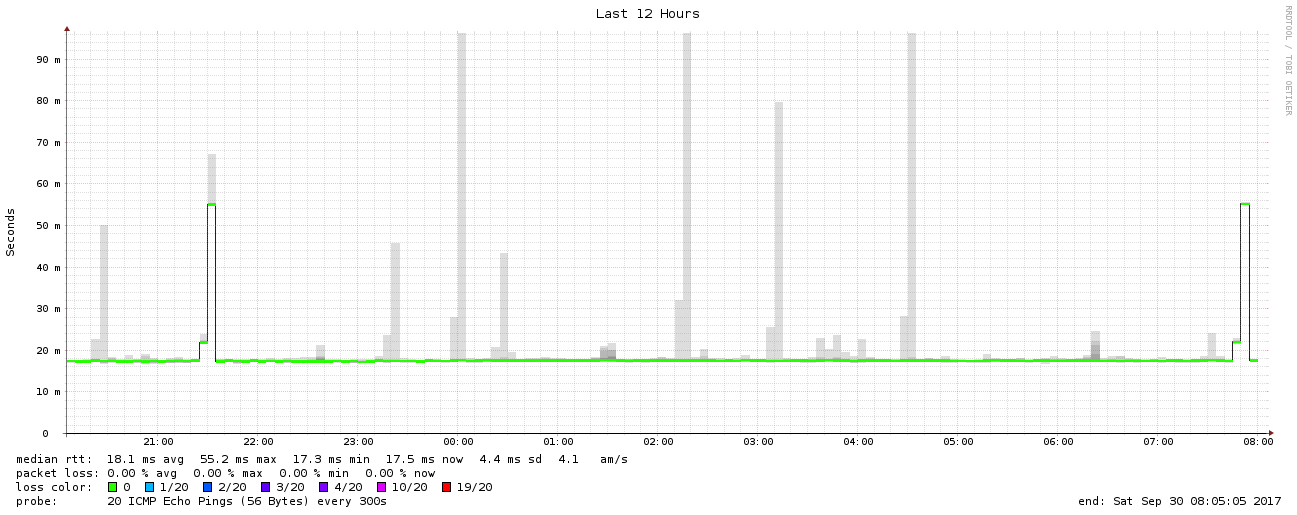 Last 12 Hours
RRDTOOL / TOBI OETIKER
Seconds
90 m
80 m
70 m
60 m
50 m
40 m
30 m
20 m
10 m
0
21:00 22:00 23:00 00:00 01:00 02:00 03:00 04:00 05:00 06:00 07:00 08:00
median rtt: 18.1 ms avg 55.2 ms max 17.3 ms min 17.5 ms now 4.4 ms sd 4.1 am/s
packet loss: 0.00 % avg 0.00 % max 0.00 % min 0.00 % now
loss color: 0 1/20 2/20 3/20 4/20 10/20 19/20
probe: 20 ICMP Echo Pings (56 Bytes) every 300s end: Sat Sep 30 08:05:05 2017